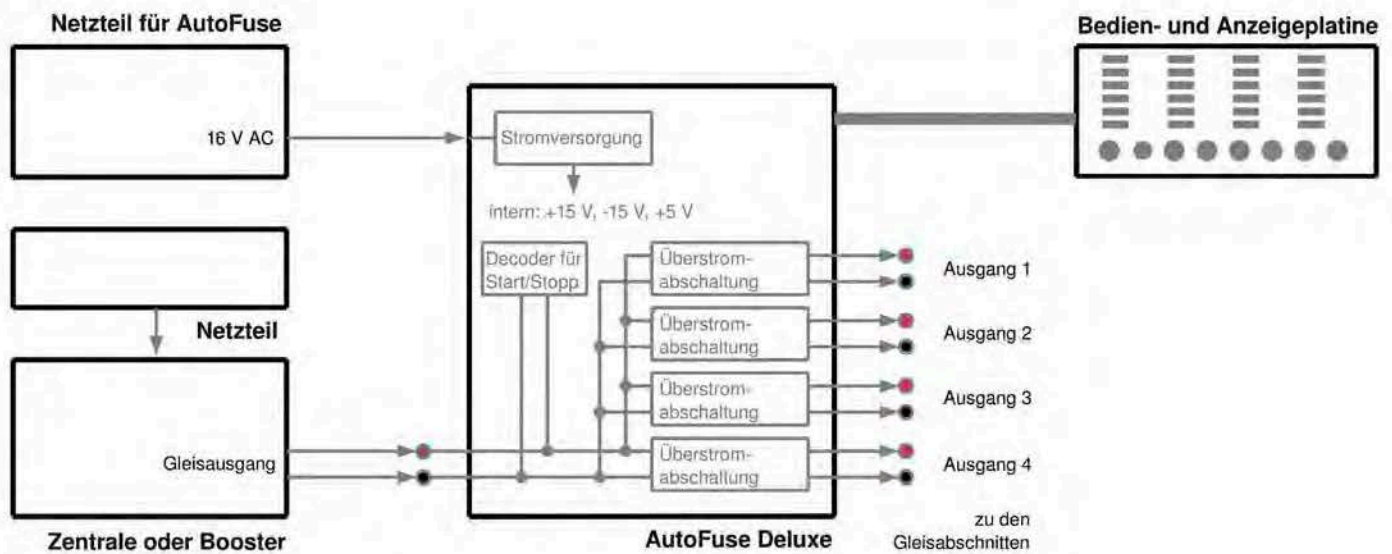 Netzteil für AutoFuse
Bedien- und Anzeigeplatine
16 V AC
Stromversorgung
intern: +15 V, -15 V, +5 V
Decoder für
Start/Stopp
Überstrom-
abschaltung
Ausgang 1
Überstrom-
abschaltung
Ausgang 2
Netzteil
Überstrom-
abschaltung
Ausgang 3
Gleisausgang
Überstrom-
abschaltung
Ausgang 4
zu den
Gleisabschnitten
Zentrale oder Booster
AutoFuse Deluxe